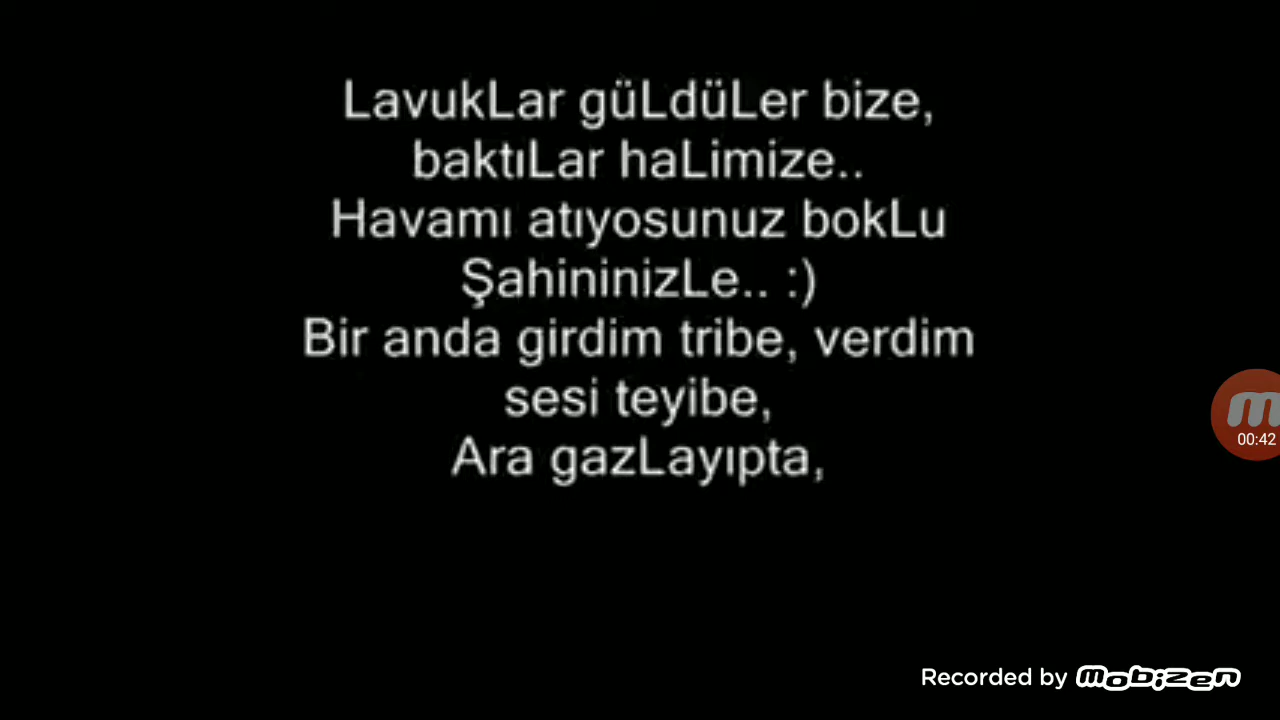 LavukLar güLdüLer bize,
baktıLar haLimize..
Havamı atıyosunuz bokLu
ŞahininizLe.. :)
Bir anda girdim tribe, verdim
sesi teyibe,
Ara gazLayıpta,
00:42
Recorded by mobizen